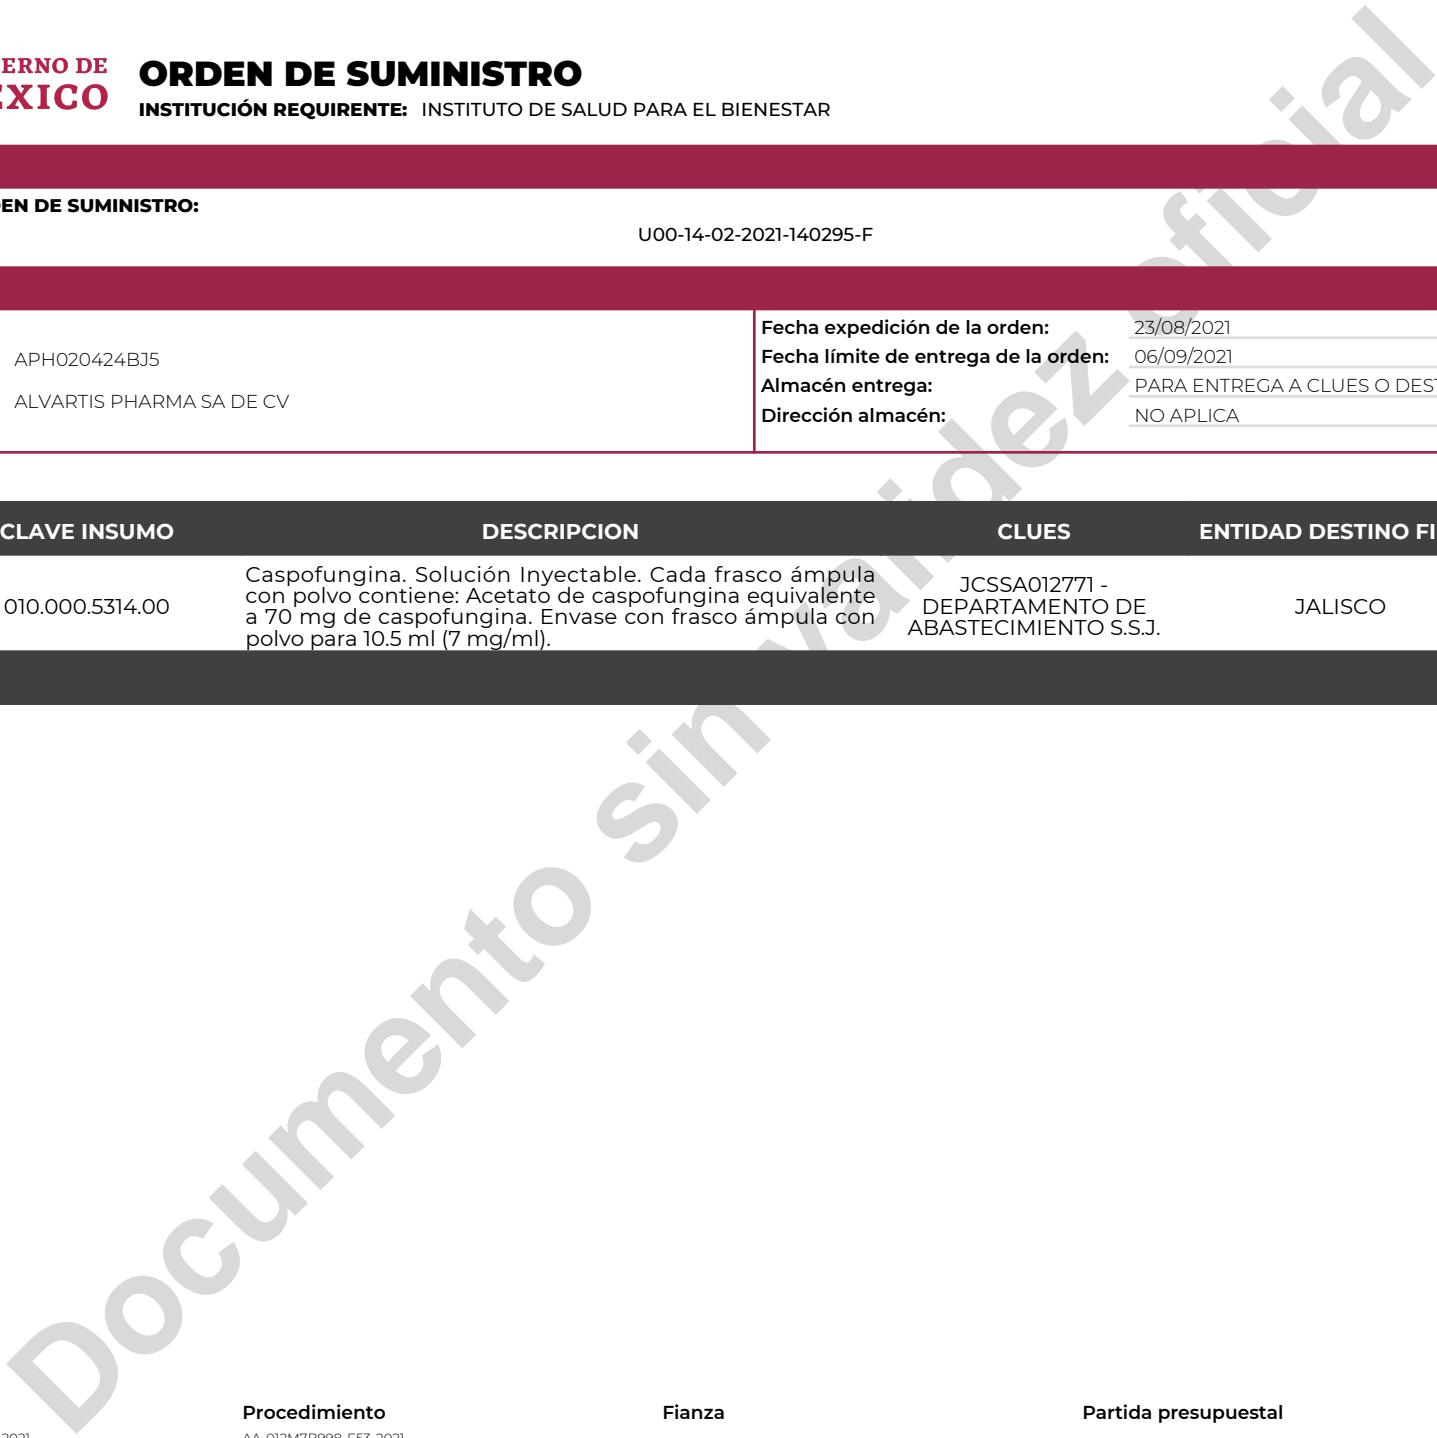 ERNO DE
ORDEN DE SUMINISTRO
EXICO
INSTITUCIÓN REQUIRENTE: INSTITUTO DE SALUD PARA EL BIENESTAR
EN DE SUMINISTRO:
U00-14-02-2021-140295-F
APH020424BJ5
ALVARTIS PHARMA SA DE CV
Fecha expedición de la orden: 23/08/2021
Fecha límite de entrega de la orden: 06/09/2021
Almacén entrega: PARA ENTREGA A CLUES O DEST
Dirección almacén: NO APLICA
CLAVE INSUMO DESCRIPCION CLUES ENTIDAD DESTINO FI
010.000.5314.00
Caspofungina. Solución Inyectable. Cada frasco ámpula
con polvo contiene: Acetato de caspofungina equivalente
a 70 mg de caspofungina. Envase con frasco ámpula con
polvo para 10.5 ml (7 mg/ml).
JCSSA012771 -
DEPARTAMENTO DE
ABASTECIMIENTO S.S.J.
JALISCO
Documento sin validez oficial
Procedimiento Fianza Partida presupuestal